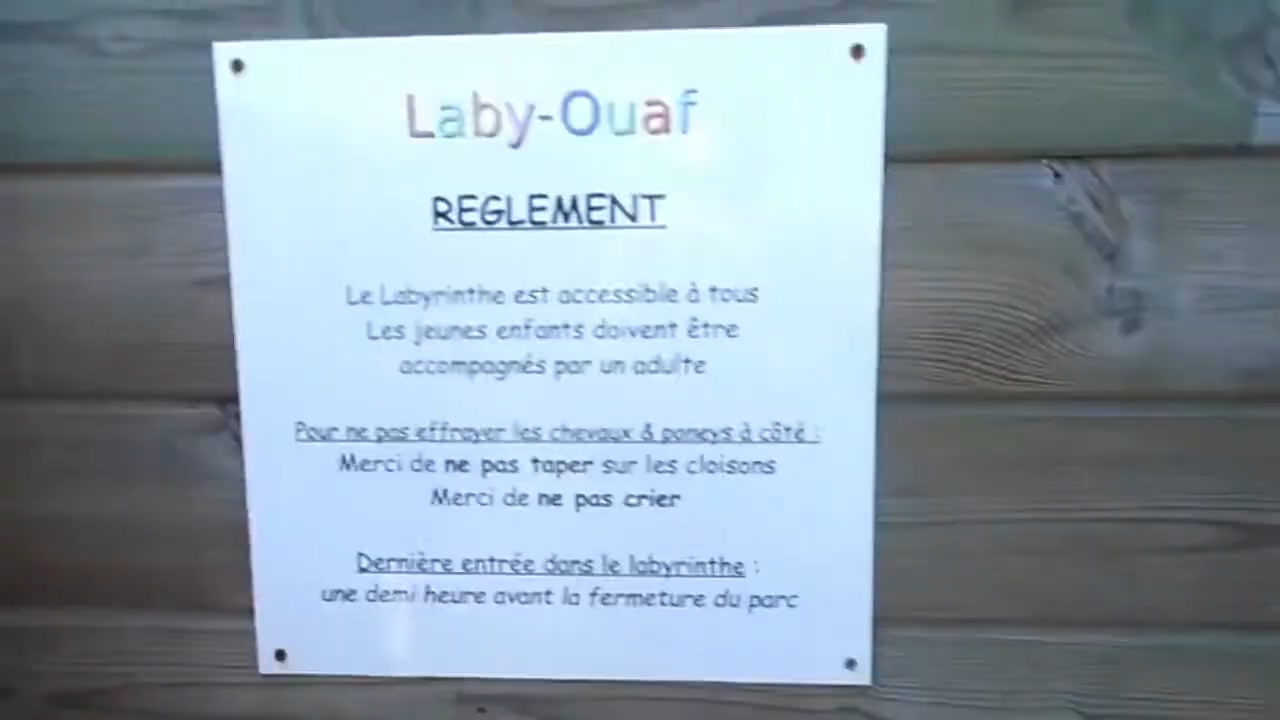 Laby-Ouaf
REGLEMENT
Le Labyrinthe est accessible à tous
Les jeunes enfants doivent être
accompagnés par un adulte
Pour ne pas effrayer les chevaux & poneys à côté :
Merci de ne pas taper sur les cloisons
Merci de ne pas crier
Dernière entrée dans le labyrinthe :
une demi heure avant la fermeture du parc